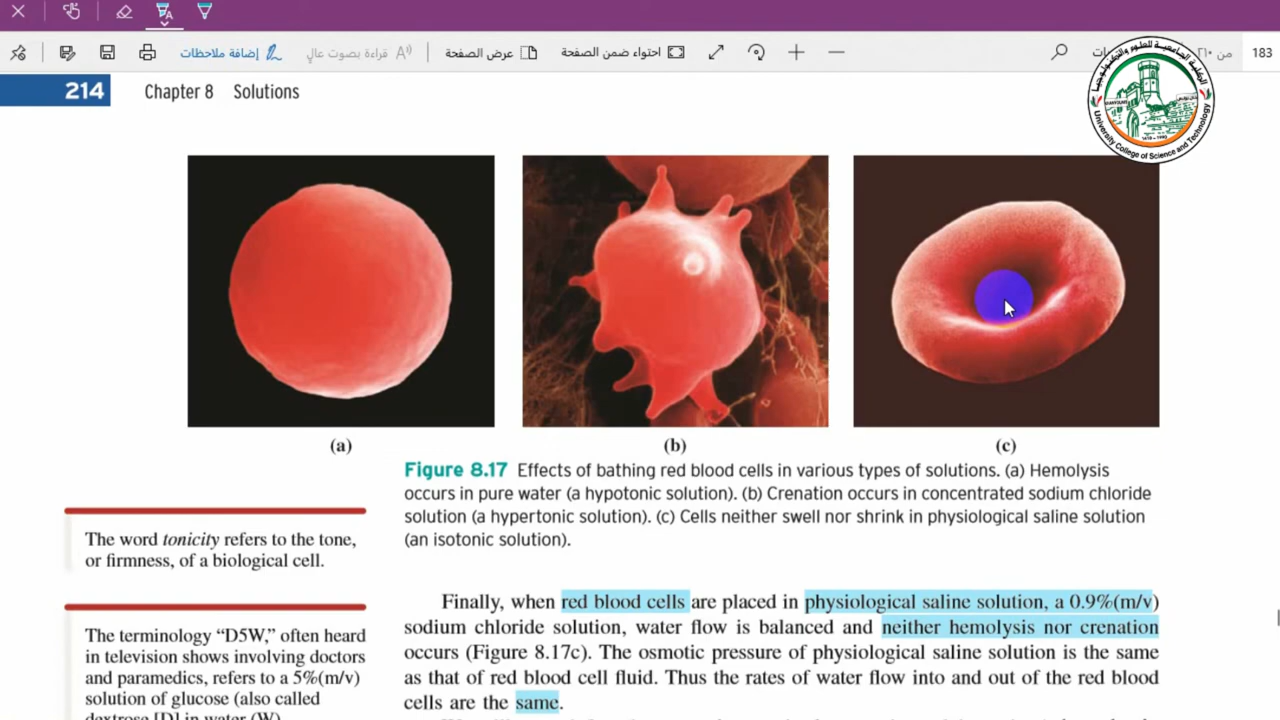 إضافة ملاحظات
قراءة بصوت عالٍ
عرض الصفحة
احتواء ضمن الصفحة
من ٢١٠
183
214 Chapter 8 Solutions
University College of Science and Technology
(a)
(b)
(c)
Figure 8.17 Effects of bathing red blood cells in various types of solutions. (a) Hemolysis
occurs in pure water (a hypotonic solution). (b) Crenation occurs in concentrated sodium chloride
solution (a hypertonic solution). (c) Cells neither swell nor shrink in physiological saline solution
(an isotonic solution).
The word tonicity refers to the tone,
or firmness, of a biological cell.
The terminology “D5W,” often heard
in television shows involving doctors
and paramedics, refers to a 5%(m/v)
solution of glucose (also called
dextrose [D] in water (W)
Finally, when red blood cells are placed in physiological saline solution, a 0.9%(m/v)
sodium chloride solution, water flow is balanced and neither hemolysis nor crenation
occurs (Figure 8.17c). The osmotic pressure of physiological saline solution is the same
as that of red blood cell fluid. Thus the rates of water flow into and out of the red blood
cells are the same.